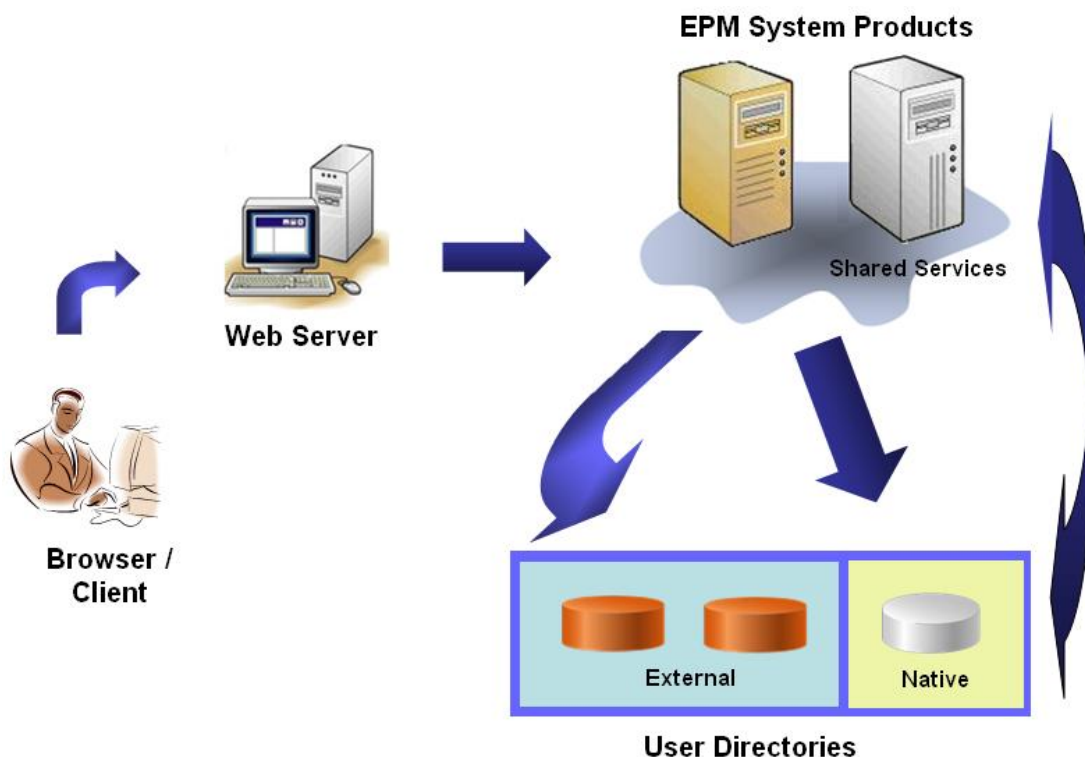 EPM System Products
Shared Services
Web Server
Browser /
Client
External
Native
User Directories